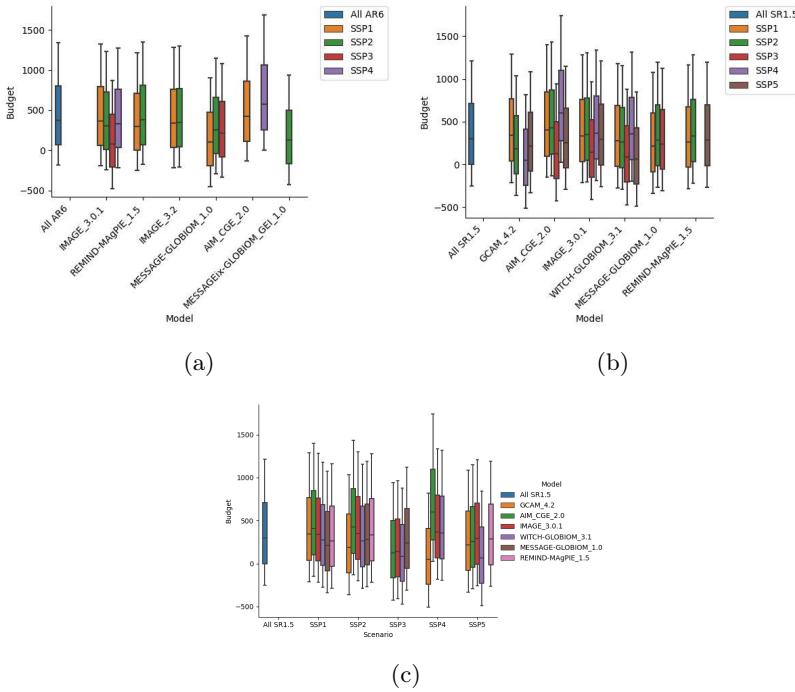 1500
1000
500
0
−500
Budget
All AR6
IMAGE_3.0.1
REMIND-MAgPIE_1.5
IMAGE_3.2
MESSAGE-GLOBIOM_1.0
AIM_CGE_2.0
MESSAGEix-GLOBIOM_GEI_1.0
Model
All AR6
SSP1
SSP2
SSP3
SSP4
(a)
1500
1000
500
0
−500
Budget
All SR1.5
GCAM_4.2
AIM_CGE_2.0
IMAGE_3.0.1
WITCH-GLOBIOM_3.1
MESSAGE-GLOBIOM_1.0
REMIND-MAgPIE_1.5
Model
All SR1.5
SSP1
SSP2
SSP3
SSP4
SSP5
(b)
1500
1000
500
0
−500
Budget
All SR1.5
SSP1
SSP2
SSP3
SSP4
SSP5
Scenario
Model
All SR1.5
GCAM_4.2
AIM_CGE_2.0
IMAGE_3.0.1
WITCH-GLOBIOM_3.1
MESSAGE-GLOBIOM_1.0
REMIND-MAgPIE_1.5
(c)